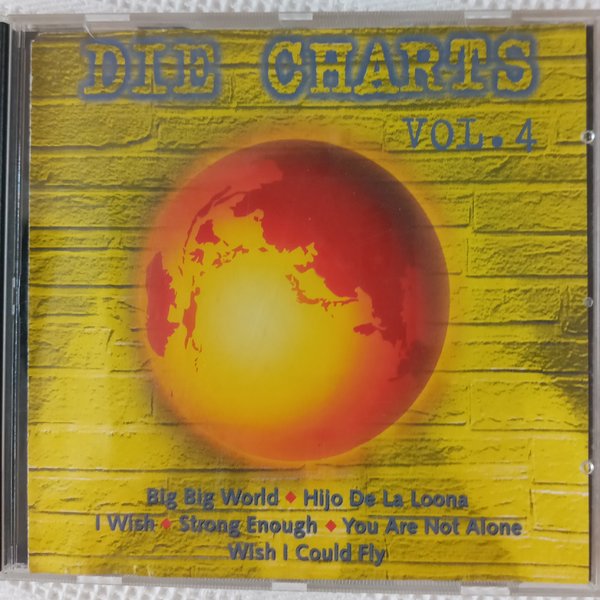 DIE CHARTS
VOL.4
Big Big World ♦ Hijo De La Loona
I Wish ♦ Strong Enough ♦ You Are Not Alone
Wish I Could Fly